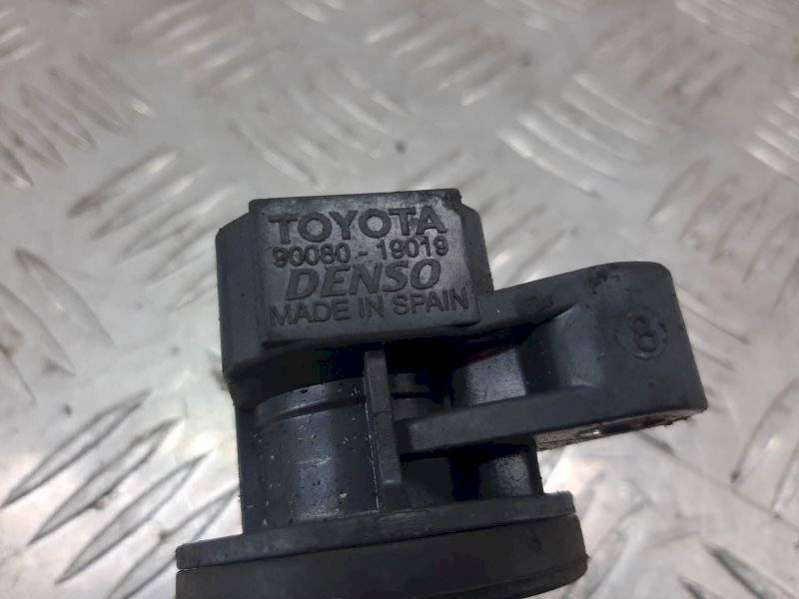 TOYOTA
90080-19019
DENSO
MADE IN SPAIN
8